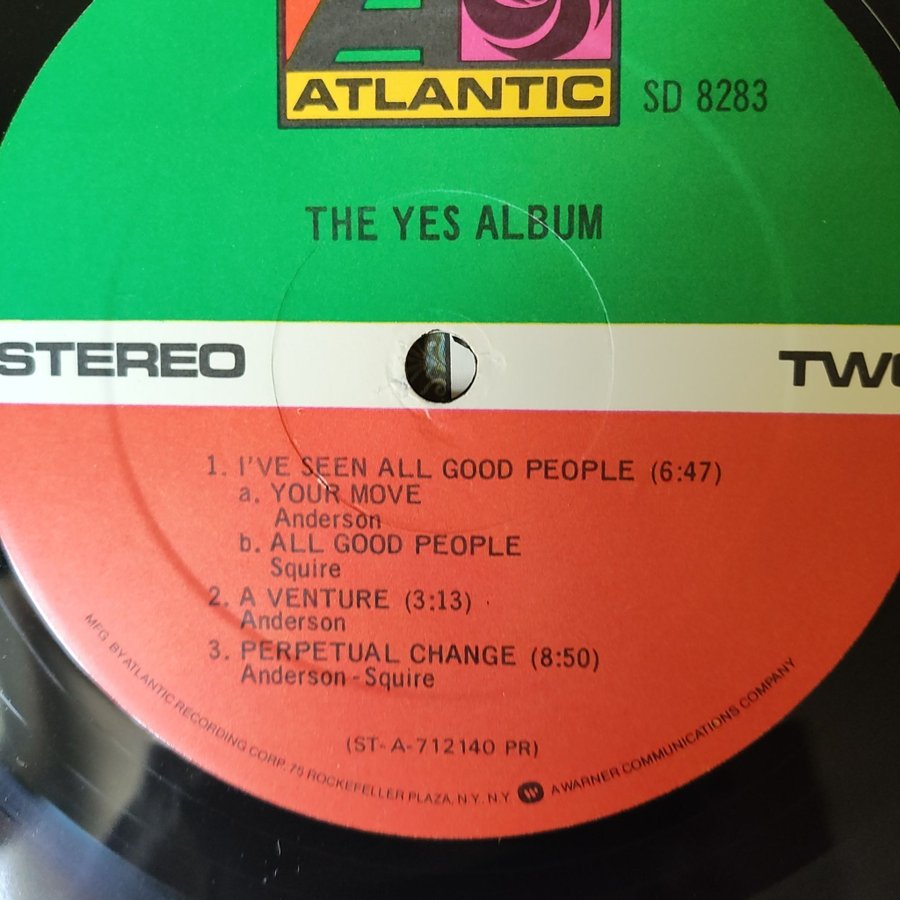 ATLANTIC
SD 8283
THE YES ALBUM
STEREO
TWO
1. I'VE SEEN ALL GOOD PEOPLE (6:47)
a. YOUR MOVE
Anderson
b. ALL GOOD PEOPLE
Squire
2. A VENTURE (3:13)
Anderson
3. PERPETUAL CHANGE (8:50)
Anderson-Squire
(ST-A-712140 PR)
MFG. BY ATLANTIC RECORDING CORP. 75 ROCKEFELLER PLAZA, N.Y. N.Y. W A WARNER COMMUNICATIONS COMPANY